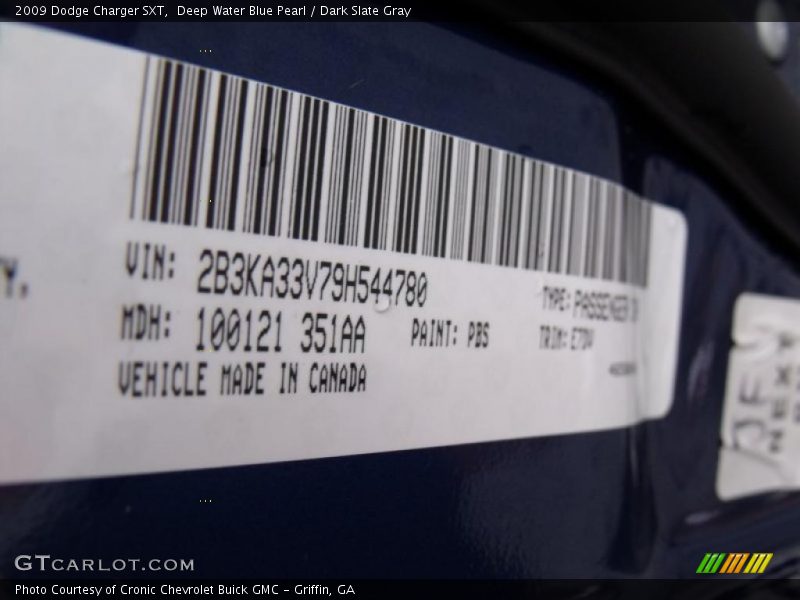 2009 Dodge Charger SXT,  Deep Water Blue Pearl / Dark Slate Gray
Y.
VIN: 2B3KA33V79H544780
TYPE: PASSENGER
MDH: 100121 351AA
PAINT: PBS
TRIM:
VEHICLE MADE IN CANADA
GTCARLOT.COM
Photo Courtesy of Cronic Chevrolet Buick GMC – Griffin, GA